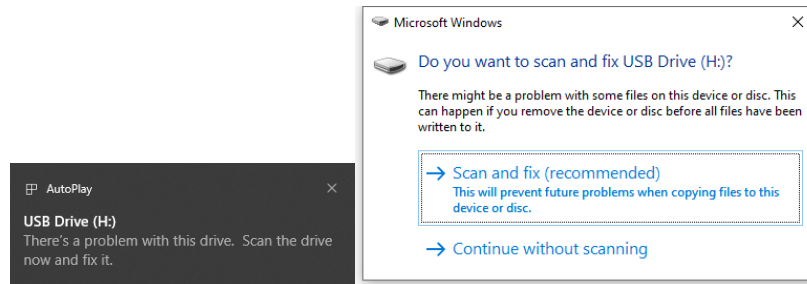 AutoPlay
USB Drive (H:)
There's a problem with this drive. Scan the drive
now and fix it.
Microsoft Windows
Do you want to scan and fix USB Drive (H:)?
There might be a problem with some files on this device or disc. This
can happen if you remove the device or disc before all files have been
written to it.
Scan and fix (recommended)
This will prevent future problems when copying files to this
device or disc.
Continue without scanning